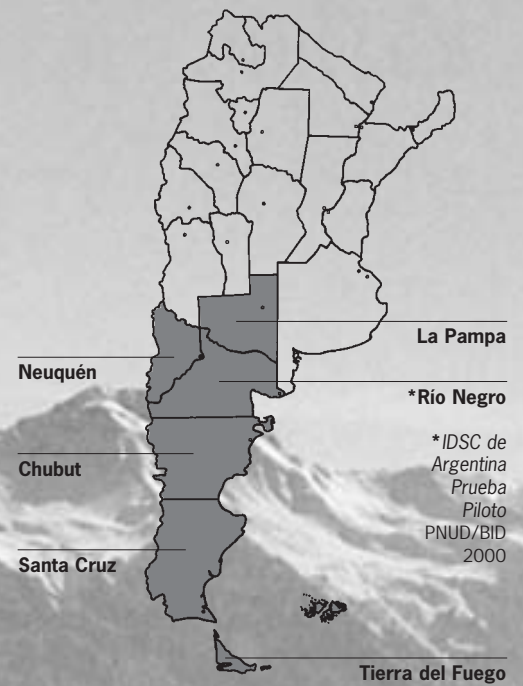 La Pampa
Neuquén
*Río Negro
*IDSC de
Argentina
Prueba
Piloto
PNUD/BID
2000
Chubut
Santa Cruz
Tierra del Fuego